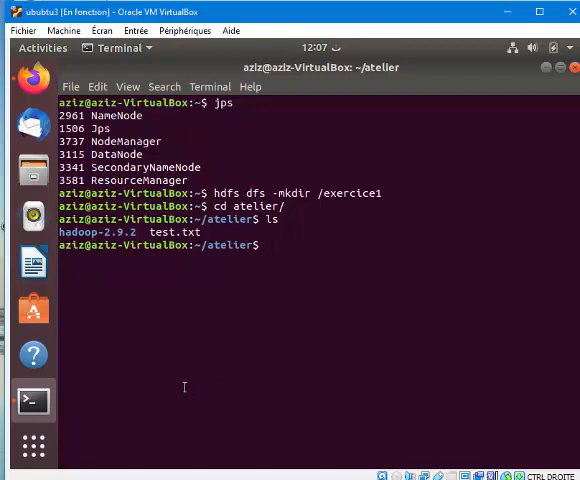 ububtu3 [En fonction] - Oracle VM VirtualBox
Fichier Machine Écran Entrée Périphériques Aide
Activities Terminal 12:07 ت
aziz@aziz-VirtualBox: ~/atelier
File Edit View Search Terminal Help
aziz@aziz-VirtualBox:~$ jps
2961 NameNode
1506 Jps
3737 NodeManager
3115 DataNode
3341 SecondaryNameNode
3581 ResourceManager
aziz@aziz-VirtualBox:~$ hdfs dfs -mkdir /exercice1
aziz@aziz-VirtualBox:~$ cd atelier/
aziz@aziz-VirtualBox:~/atelier$ ls
hadoop-2.9.2 test.txt
aziz@aziz-VirtualBox:~/atelier$
CTRL DROITE